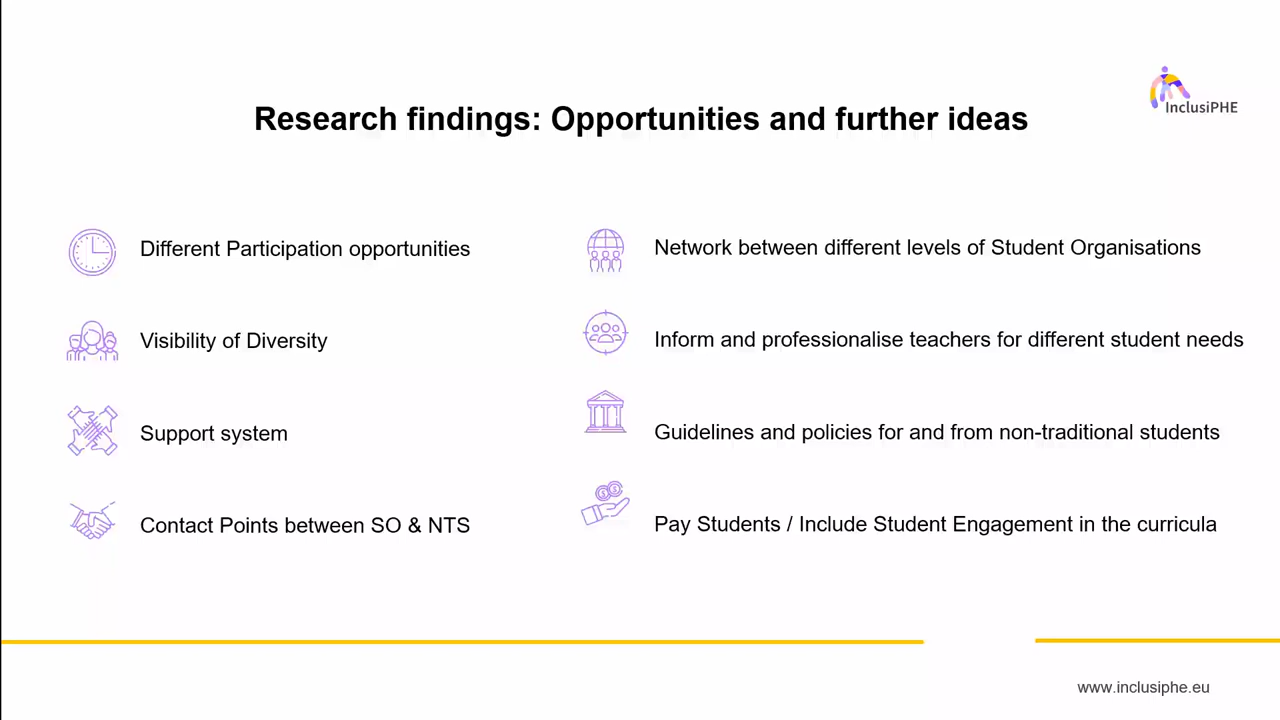 InclusiPHE
Research findings: Opportunities and further ideas
Different Participation opportunities
Visibility of Diversity
Support system
Contact Points between SO & NTS
Network between different levels of Student Organisations
Inform and professionalise teachers for different student needs
Guidelines and policies for and from non-traditional students
Pay Students / Include Student Engagement in the curricula
www.inclusiphe.eu